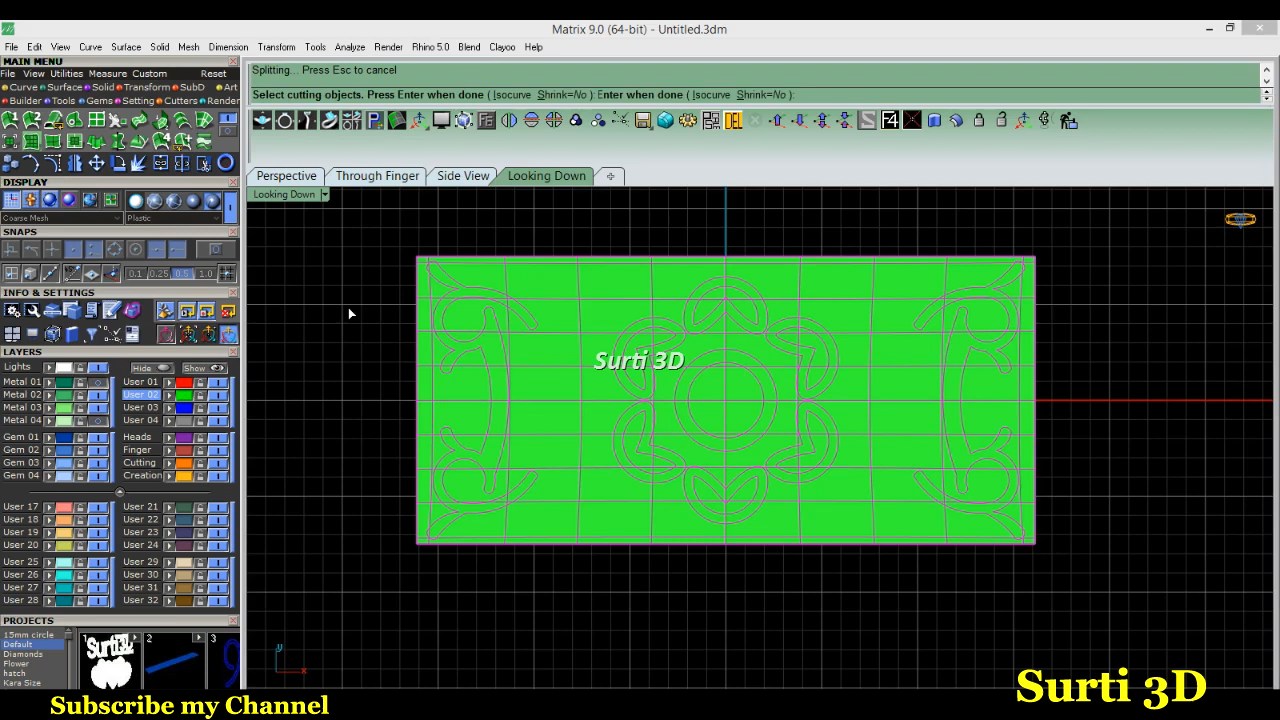 Matrix 9.0 (64-bit) - Untitled.3dm
File Edit View Curve Surface Solid Mesh Dimension Transform Tools Analyze Render Rhino 5.0 Blend Clayoo Help
MAIN MENU
File View Utilities Measure Custom Reset
Curve Surface Solid Transform SubD Art
Builder Tools Gems Setting Cutters Render
Splitting... Press Esc to cancel
Select cutting objects. Press Enter when done ( Isocurve Shrink=No ): Enter when done ( Isocurve Shrink=No ):
Perspective Through Finger Side View Looking Down
Looking Down
DISPLAY
Coarse Mesh Plastic
SNAPS
0.1 0.25 0.5 1.0
INFO & SETTINGS
LAYERS
Lights Hide Show
Metal 01 User 01
Metal 02 User 02
Metal 03 User 03
Metal 04 User 04
Gem 01 Heads
Gem 02 Finger
Gem 03 Cutting
Gem 04 Creation
User 17 User 21
User 18 User 22
User 19 User 23
User 20 User 24
User 25 User 29
User 26 User 30
User 27 User 31
User 28 User 32
PROJECTS
15mm circle
Default
Diamonds
Flower
hatch
Kara Size
2 3
Surti 3D
y
x
Subscribe my Channel
Surti 3D